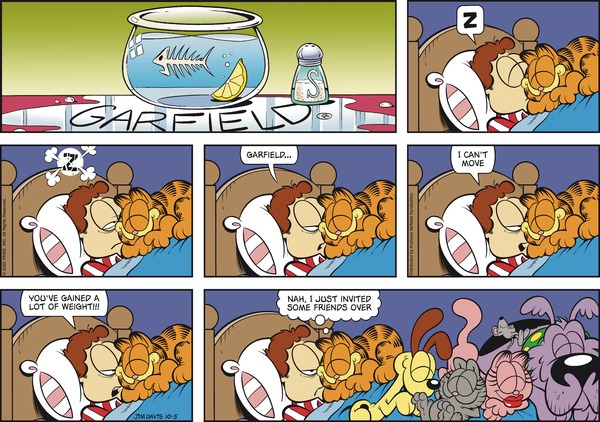 GARFIELD
S
Z
Z
GARFIELD...
I CAN'T
MOVE
YOU'VE GAINED A
LOT OF WEIGHT!!!
JIM DAVIS 10-5
NAH, I JUST INVITED
SOME FRIENDS OVER